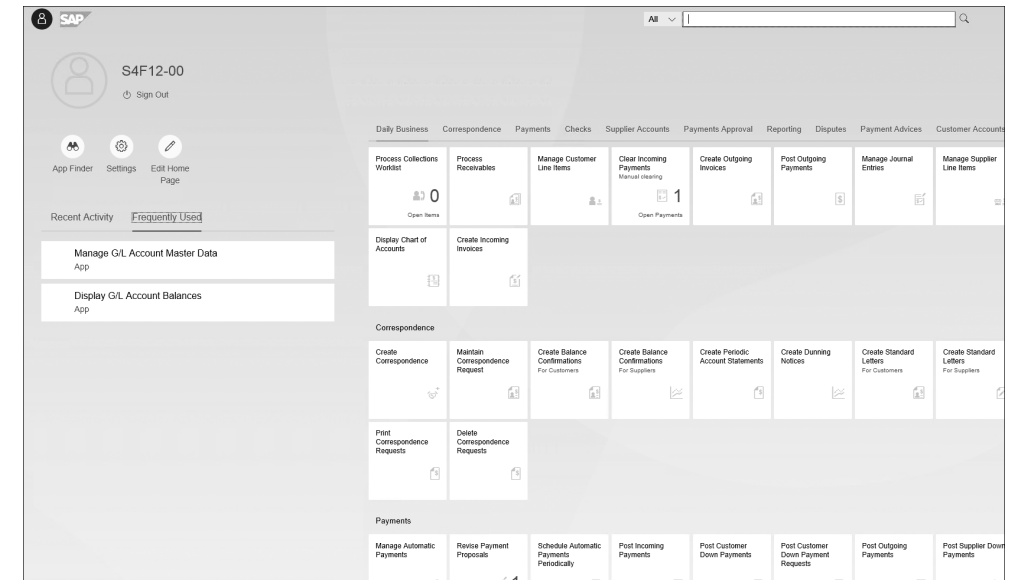 SAP
All
S4F12-00
Sign Out
App Finder
Settings
Edit Home
Page
Recent Activity
Frequently Used
Manage G/L Account Master Data
App
Display G/L Account Balances
App
Daily Business Correspondence Payments Checks Supplier Accounts Payments Approval Reporting Disputes Payment Advices Customer Accounts
Process Collections
Worklist
0
Open Items
Process
Receivables
Manage Customer
Line Items
Clear Incoming
Payments
Manual clearing
1
Open Payments
Create Outgoing
Invoices
Post Outgoing
Payments
Manage Journal
Entries
Manage Supplier
Line Items
Display Chart of
Accounts
Create Incoming
Invoices
Correspondence
Create
Correspondence
Maintain
Correspondence
Request
Create Balance
Confirmations
For Customers
Create Balance
Confirmations
For Suppliers
Create Periodic
Account Statements
Create Dunning
Notices
Create Standard
Letters
For Customers
Create Standard
Letters
For Suppliers
Print
Correspondence
Requests
Delete
Correspondence
Requests
Payments
Manage Automatic
Payments
Revise Payment
Proposals
Schedule Automatic
Payments
Periodically
Post Incoming
Payments
Post Customer
Down Payments
Post Customer
Down Payment
Requests
Post Outgoing
Payments
Post Supplier Down
Payments